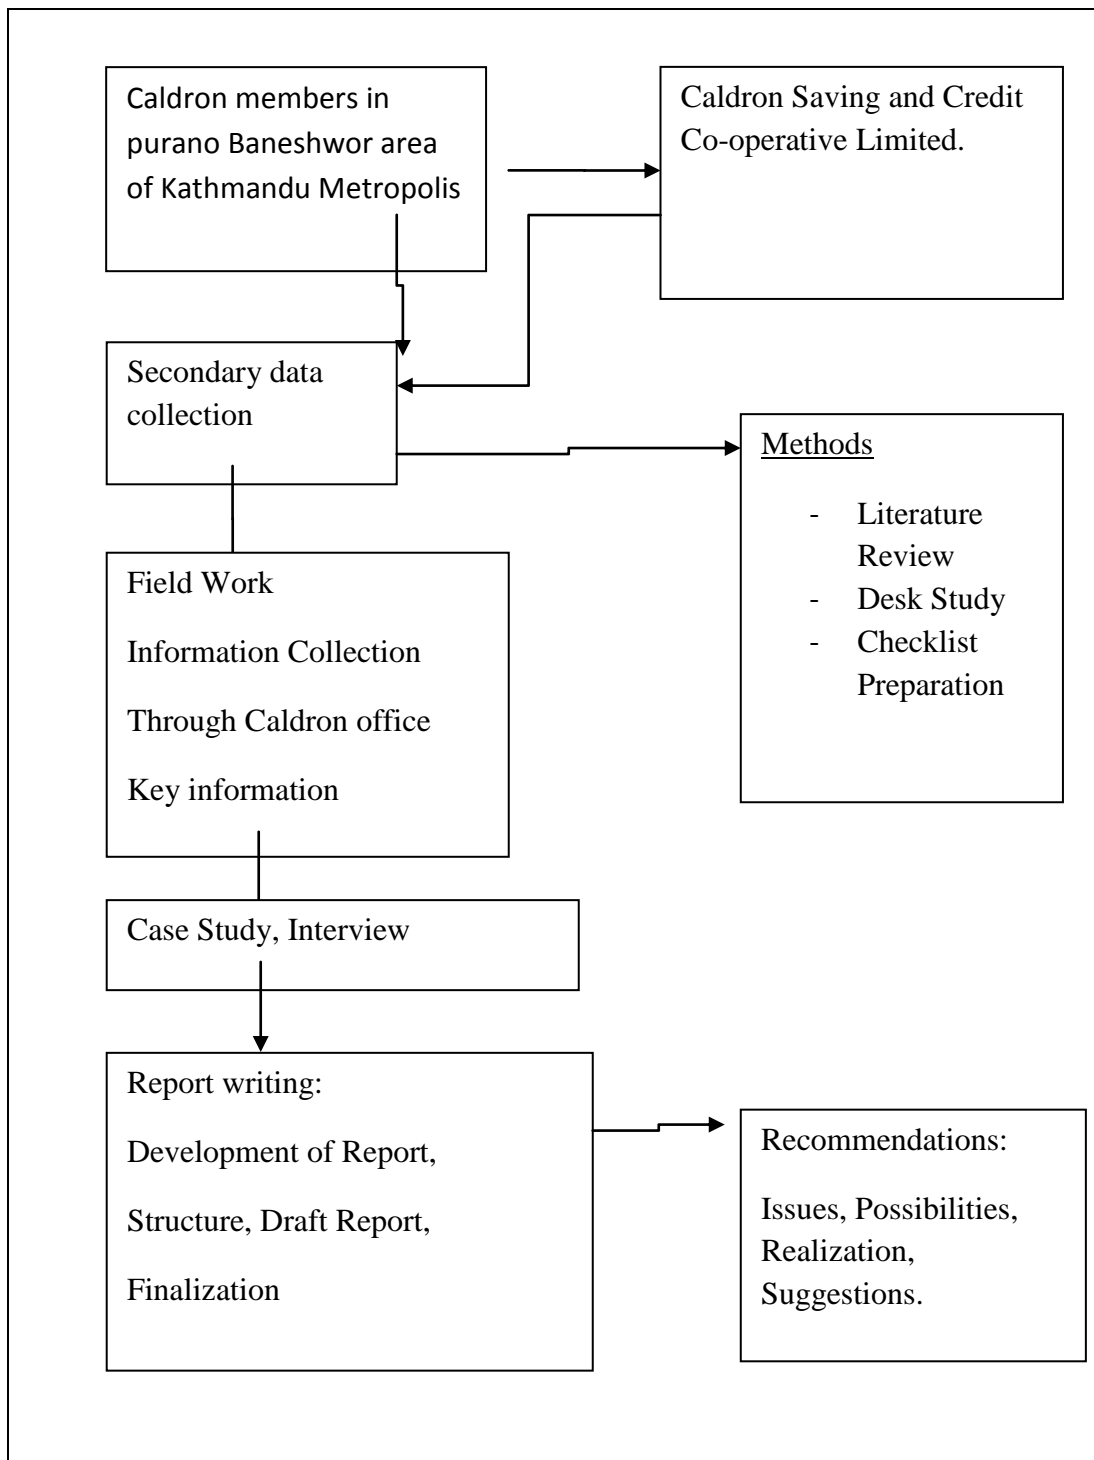 Caldron members in
purano Baneshwor area
of Kathmandu Metropolis
Caldron Saving and Credit
Co-operative Limited.
Secondary data
collection
Methods
- Literature
Review
- Desk Study
- Checklist
Preparation
Field Work
Information Collection
Through Caldron office
Key information
Case Study, Interview
Report writing:
Development of Report,
Structure, Draft Report,
Finalization
Recommendations:
Issues, Possibilities,
Realization,
Suggestions.